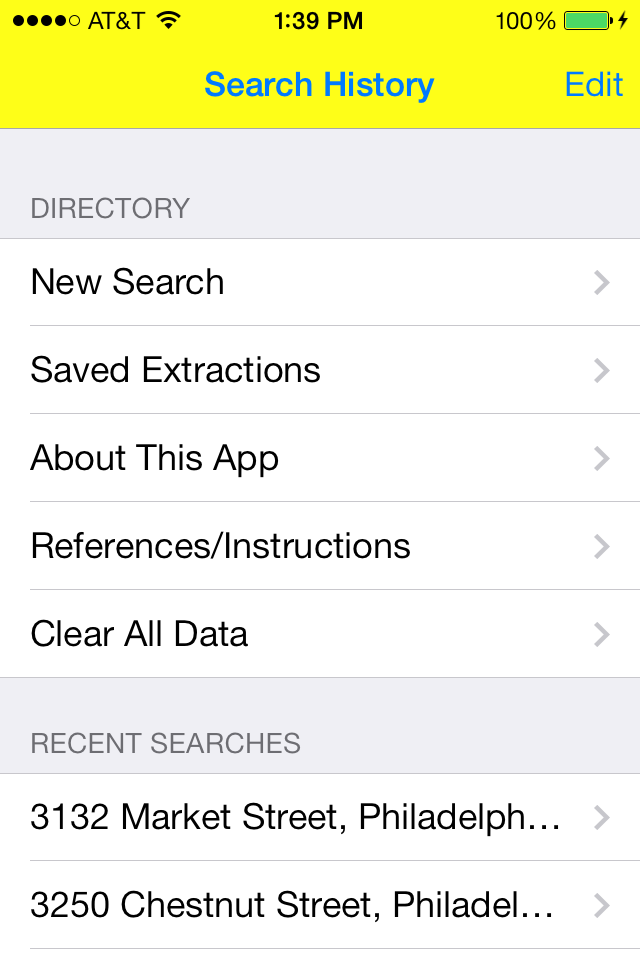 AT&T 1:39 PM 100%
Search History Edit
DIRECTORY
New Search
Saved Extractions
About This App
References/Instructions
Clear All Data
RECENT SEARCHES
3132 Market Street, Philadelph...
3250 Chestnut Street, Philadel...